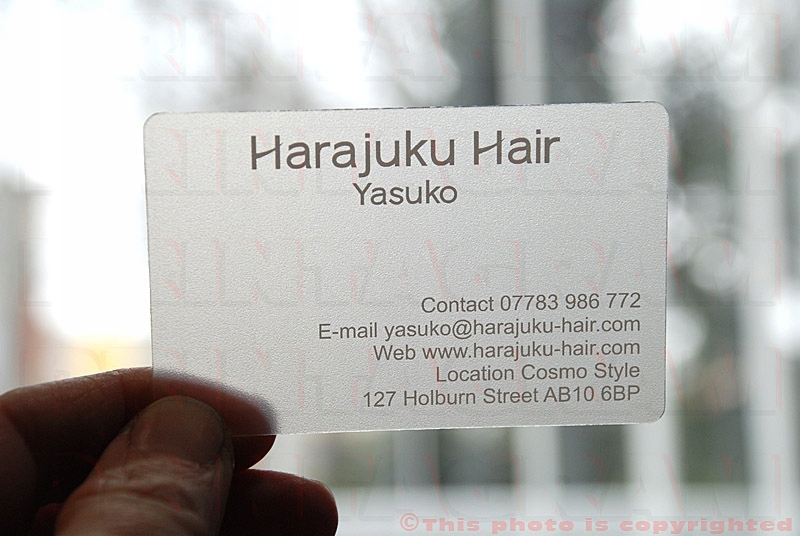 Harajuku Hair
Yasuko
Contact 07783 986 772
E-mail yasuko@harajuku-hair.com
Web www.harajuku-hair.com
Location Cosmo Style
127 Holburn Street AB10 6BP
©This photo is copyrighted